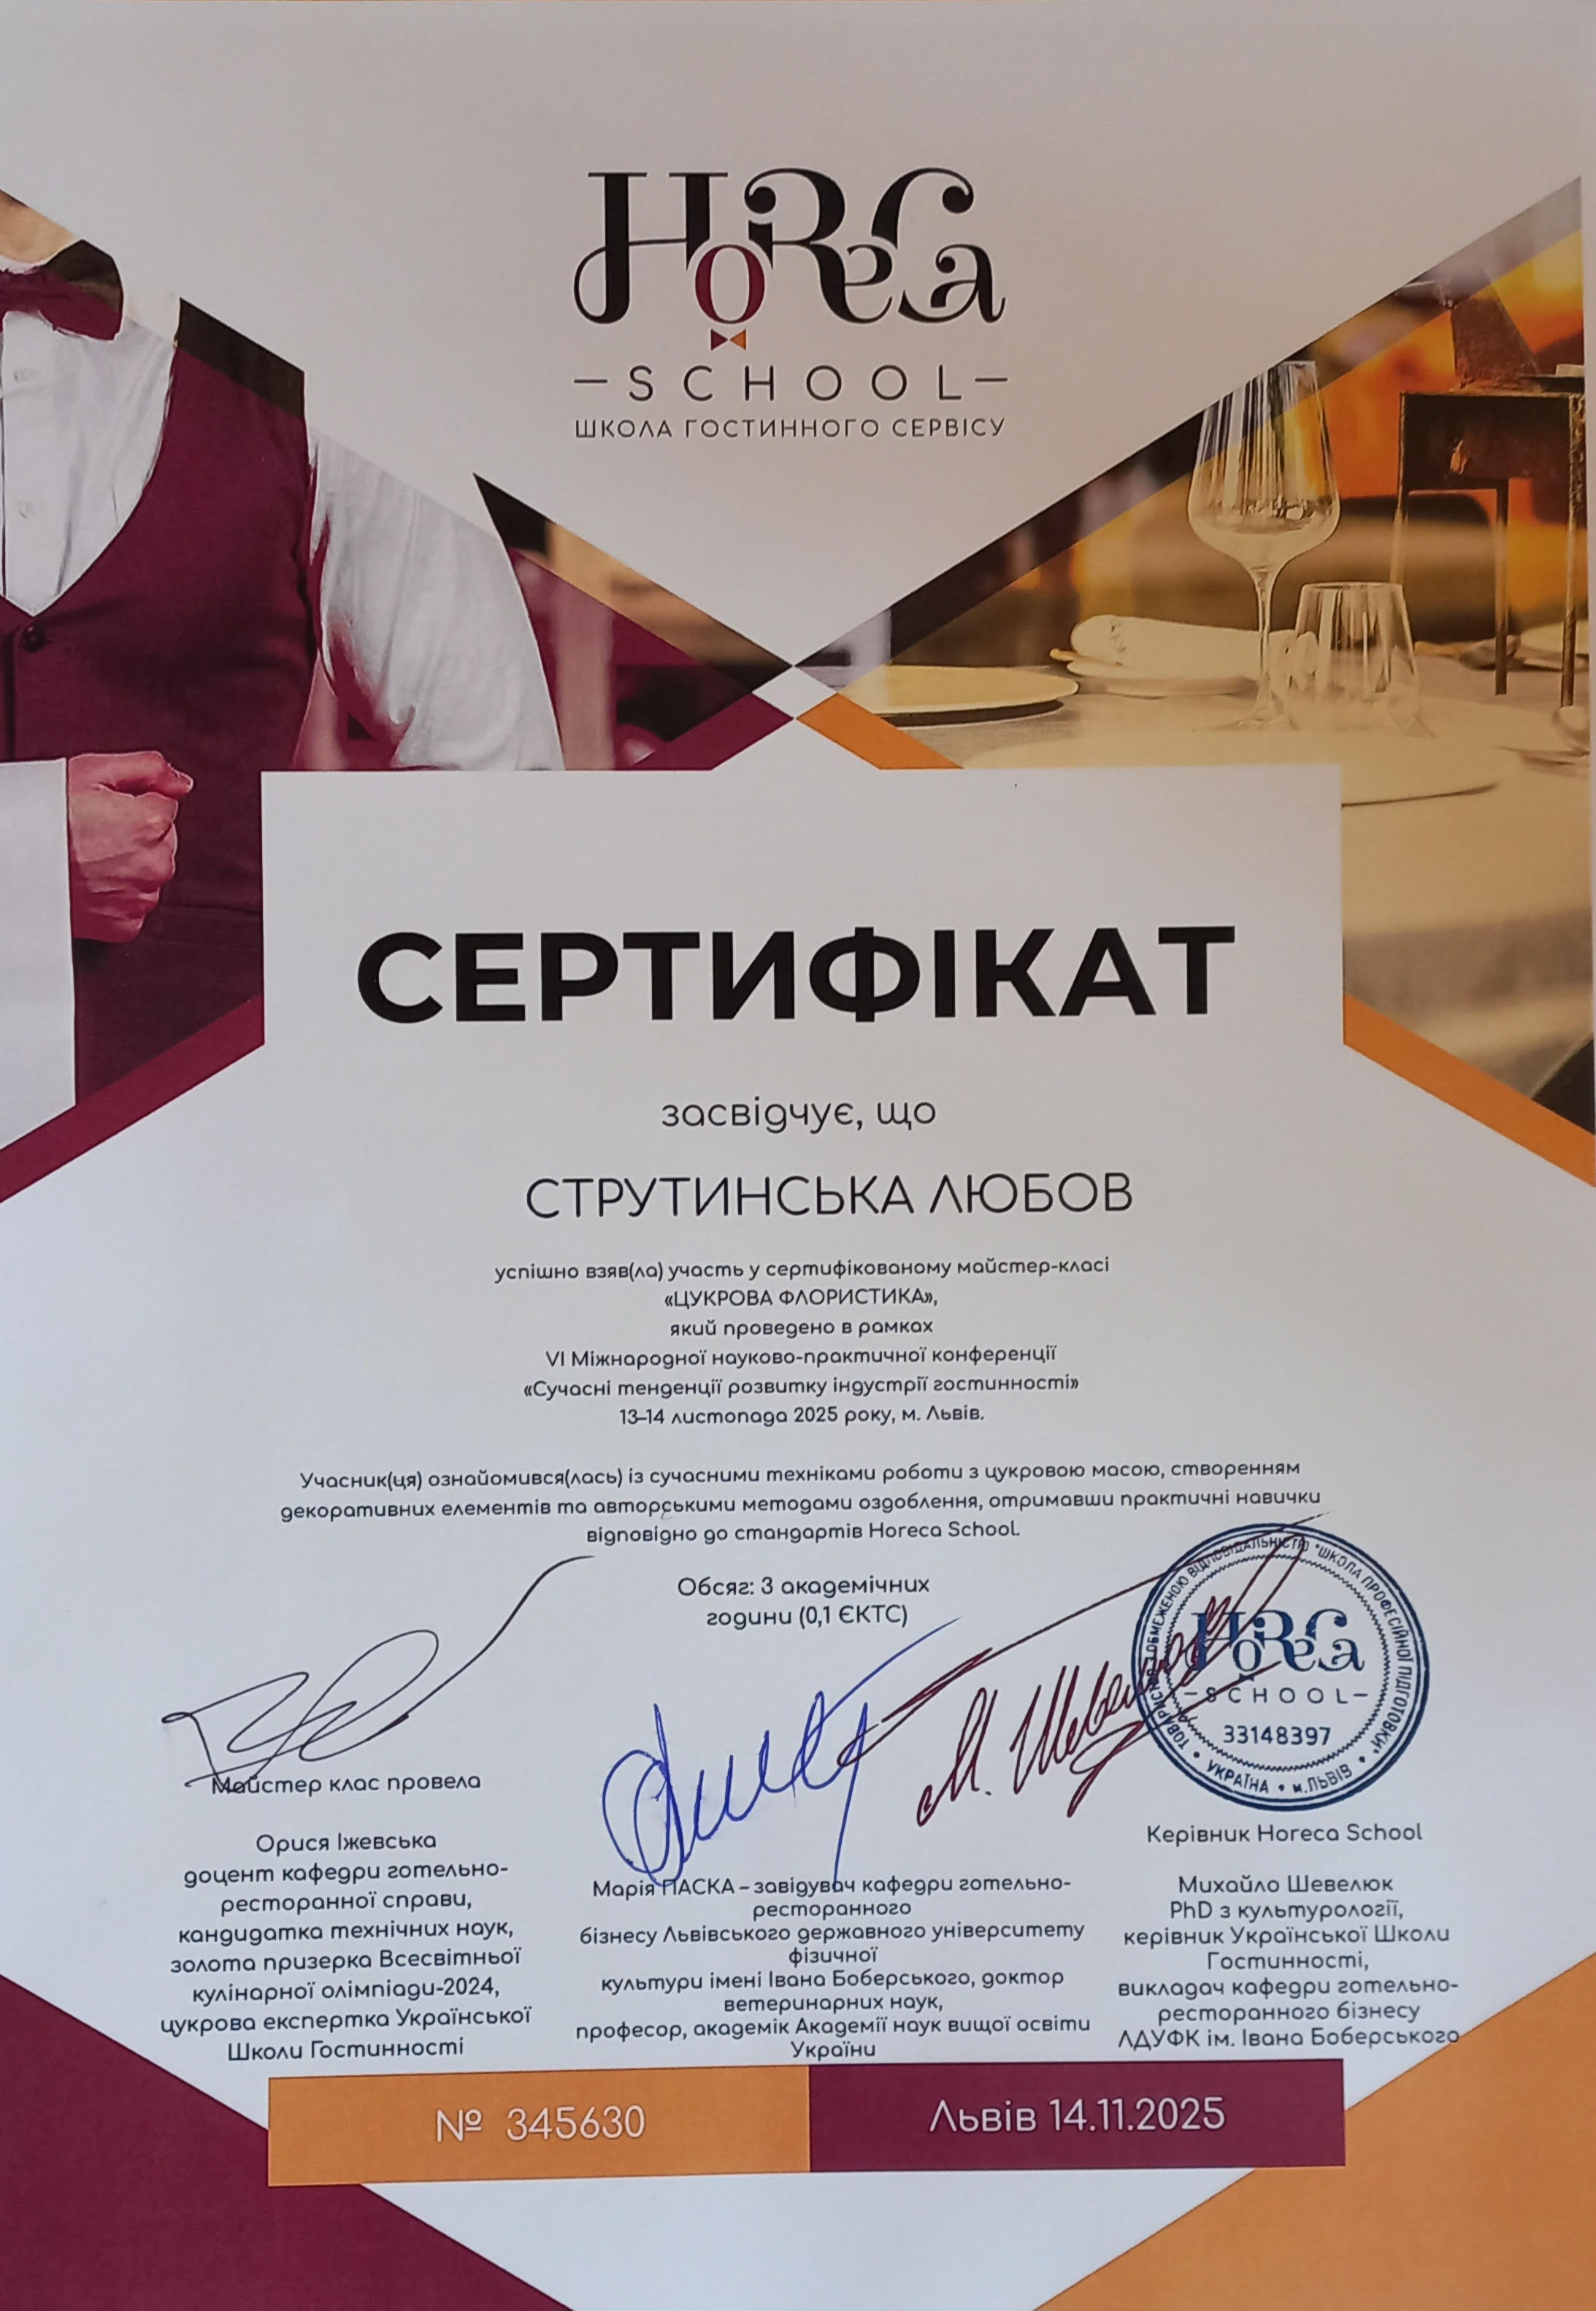 HoReCa
SCHOOL
ШКОЛА ГОСТИННОГО СЕРВІСУ
СЕРТИФІКАТ
засвідчує, що
СТРУТИНСЬКА ЛЮБОВ
успішно взяв(ла) участь у сертифікованому майстер-класі
«ЦУКРОВА ФЛОРИСТИКА»,
який проведено в рамках
VI Міжнародної науково-практичної конференції
«Сучасні тенденції розвитку індустрії гостинності»
13–14 листопада 2025 року, м. Львів.
Учасник(ця) ознайомився(лась) із сучасними техніками роботи з цукровою масою, створенням
декоративних елементів та авторськими методами оздоблення, отримавши практичні навички
відповідно до стандартів Horeca School.
Обсяг: 3 академічних
години (0,1 ЄКТС)
Майстер клас провела
Орися Іжевська
доцент кафедри готельно-
ресторанної справи,
кандидатка технічних наук,
золота призерка Всесвітньої
кулінарної олімпіади-2024,
цукрова експертка Української
Школи Гостинності
Марія ПАСКА – завідувач кафедри готельно-
ресторанного
бізнесу Львівського державного університету
фізичної
культури імені Івана Боберського, доктор
ветеринарних наук,
професор, академік Академії наук вищої освіти
України
М. Шевелюк
ТОВАРИСТВО З ОБМЕЖЕНОЮ ВІДПОВІДАЛЬНІСТЮ "ШКОЛА ПРОФЕСІЙНОЇ ПІДГОТОВКИ"
HoReCa
SCHOOL
33148397
УКРАЇНА • м.ЛЬВІВ
Керівник Horeca School
Михайло Шевелюк
PhD з культурології,
керівник Української Школи
Гостинності,
викладач кафедри готельно-
ресторанного бізнесу
ЛДУФК ім. Івана Боберського
№ 345630
Львів 14.11.2025